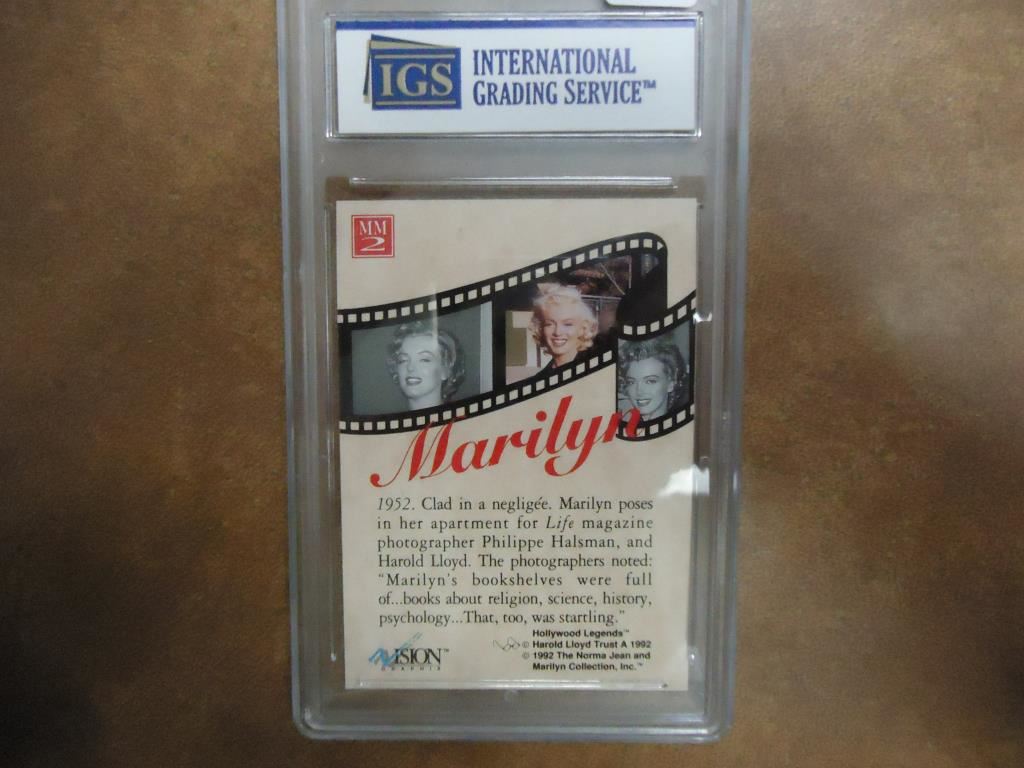 IGS
INTERNATIONAL
GRADING SERVICE™
MM
2
Marilyn
1952. Clad in a negligée. Marilyn poses
in her apartment for Life magazine
photographer Philippe Halsman, and
Harold Lloyd. The photographers noted:
"Marilyn's bookshelves were full
of...books about religion, science, history,
psychology...That, too, was startling."
Hollywood Legends™
© Harold Lloyd Trust A 1992
© 1992 The Norma Jean and
Marilyn Collection, Inc.™